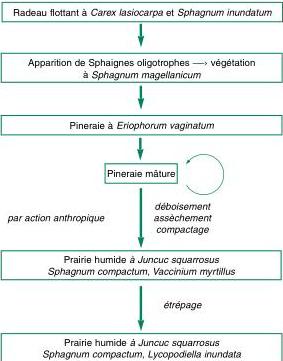 Radeau flottant à Carex lasiocarpa et Sphagnum inundatum
Apparition de Sphaignes oligotrophes → végétation
à Sphagnum magellanicum
Pineraie à Eriophorum vaginatum
Pineraie mâture
par action anthropique
déboisement
assèchement
compactage
Prairie humide à Juncuc squarrosus
Sphagnum compactum, Vaccinium myrtillus
étrépage
Prairie humide à Juncuc squarrosus
Sphagnum compactum, Lycopodiella inundata